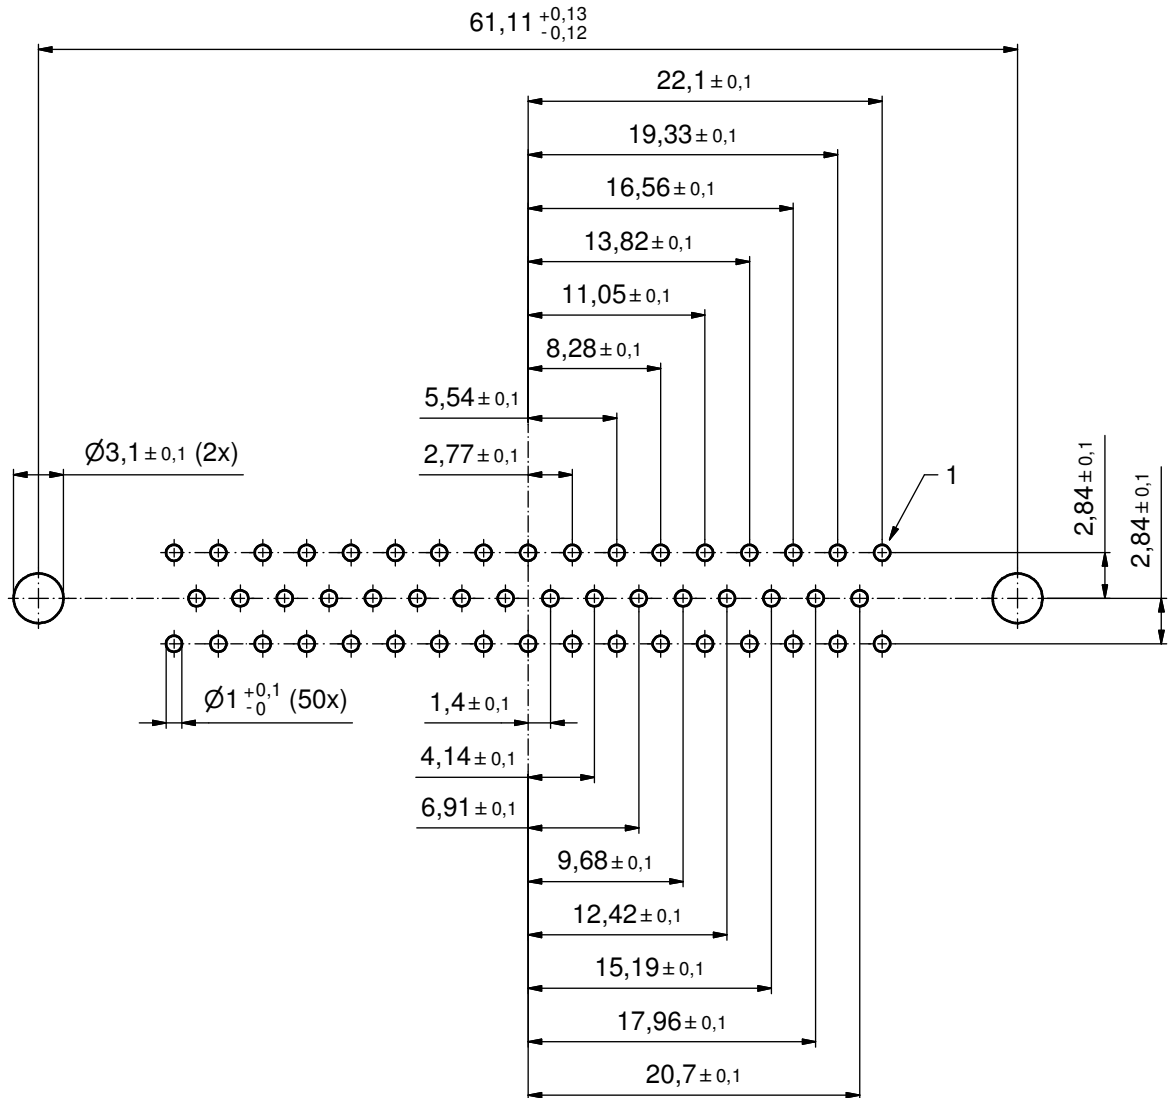 61,11 +0,13 -0,12
22,1 ± 0,1
19,33 ± 0,1
16,56 ± 0,1
13,82 ± 0,1
11,05 ± 0,1
8,28 ± 0,1
5,54 ± 0,1
Ø3,1 ± 0,1 (2x)
2,77 ± 0,1
1
2,84 ± 0,1
2,84 ± 0,1
Ø1 +0,1 -0 (50x)
1,4 ± 0,1
4,14 ± 0,1
6,91 ± 0,1
9,68 ± 0,1
12,42 ± 0,1
15,19 ± 0,1
17,96 ± 0,1
20,7 ± 0,1